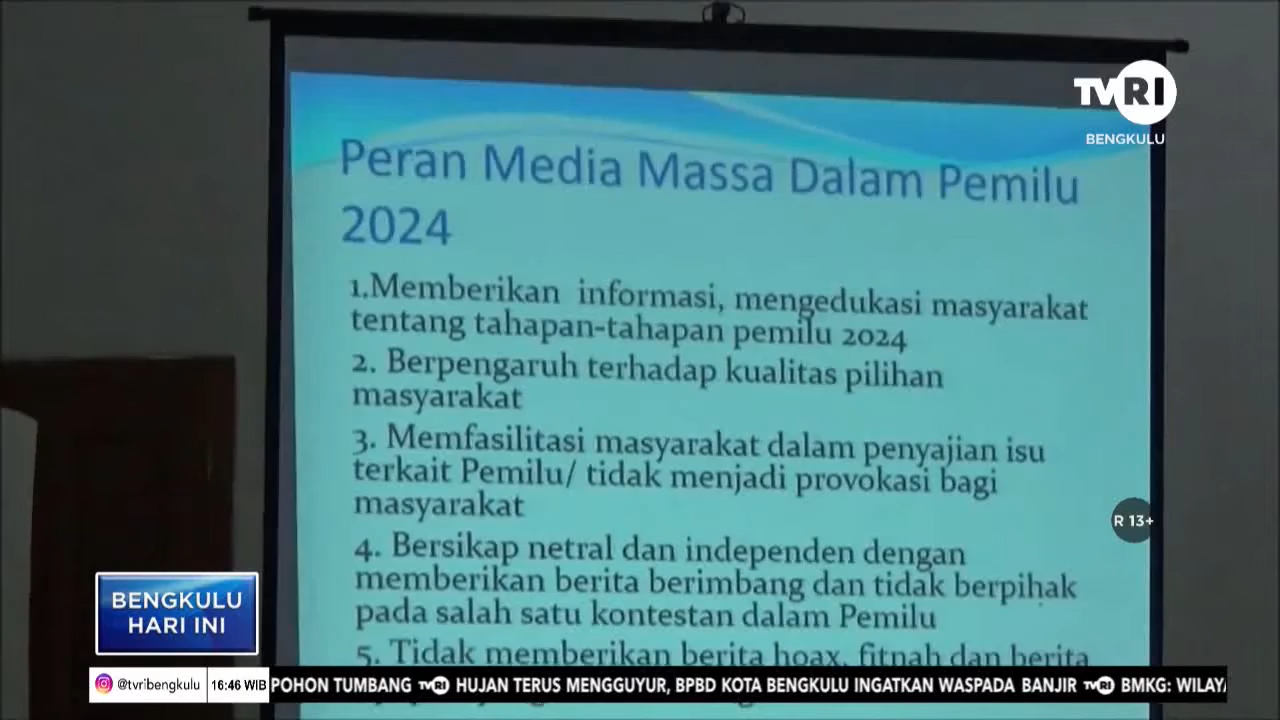 TVRI
BENGKULU
Peran Media Massa Dalam Pemilu
2024
1.Memberikan informasi, mengedukasi masyarakat
tentang tahapan-tahapan pemilu 2024
2. Berpengaruh terhadap kualitas pilihan
masyarakat
3. Memfasilitasi masyarakat dalam penyajian isu
terkait Pemilu/ tidak menjadi provokasi bagi
masyarakat
4. Bersikap netral dan independen dengan
memberikan berita berimbang dan tidak berpihak
pada salah satu kontestan dalam Pemilu
5. Tidak memberikan berita hoax, fitnah dan berita
R 13+
BENGKULU
HARI INI
@tvribengkulu 16:46 WIB POHON TUMBANG TVRI HUJAN TERUS MENGGUYUR, BPBD KOTA BENGKULU INGATKAN WASPADA BANJIR TVRI BMKG: WILAY